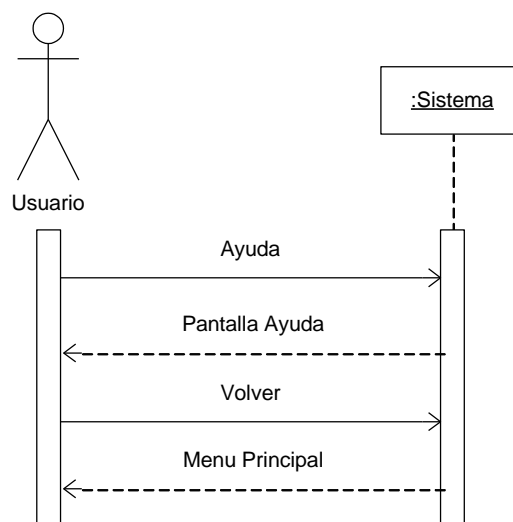 :Sistema
Usuario
Ayuda
Pantalla Ayuda
Volver
Menu Principal